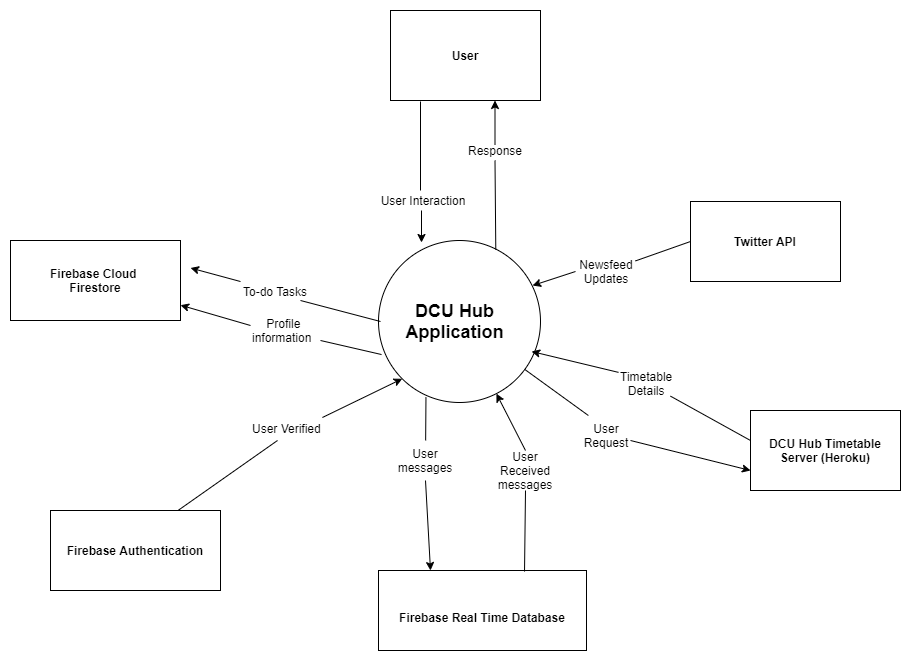 User
Response
User Interaction
Twitter API
Newsfeed
Updates
Firebase Cloud
Firestore
To-do Tasks
DCU Hub
Application
Profile
information
Timetable
Details
User Verified
User
Request
DCU Hub Timetable
Server (Heroku)
User
messages
User
Received
messages
Firebase Authentication
Firebase Real Time Database